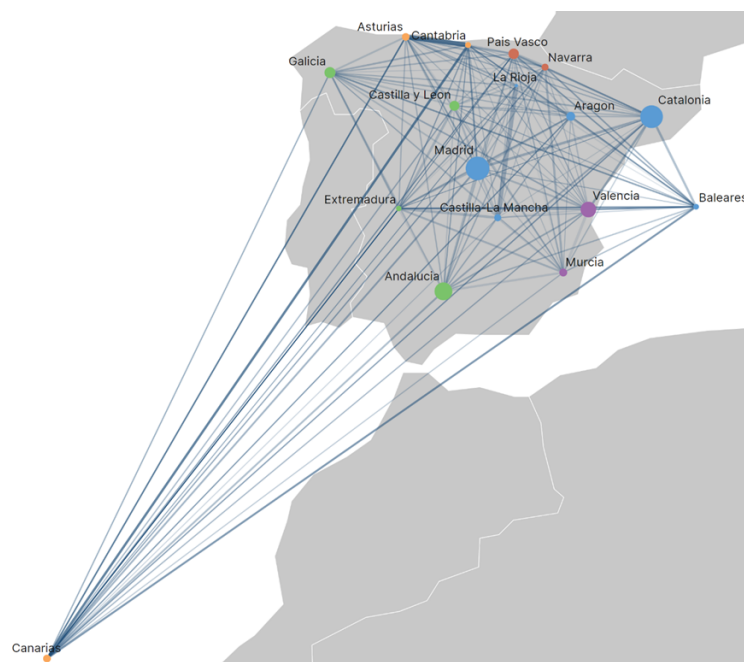 Asturias
Cantabria
Pais Vasco
Galicia
Navarra
La Rioja
Castilla y Leon
Aragon
Catalonia
Madrid
Extremadura
Castilla-La Mancha
Valencia
Baleares
Andalucia
Murcia
Canarias